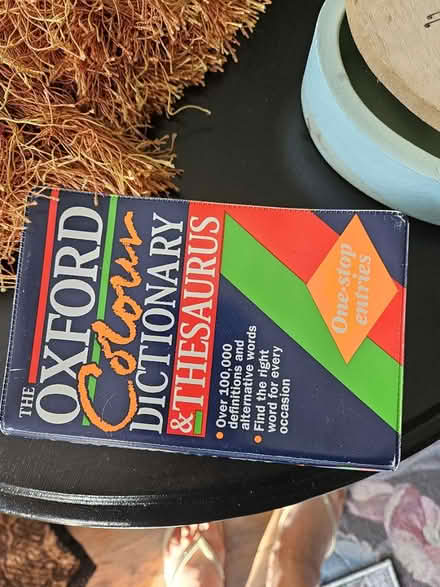 THE
OXFORD
Colour
DICTIONARY
& THESAURUS
• Over 100,000
definitions and
alternative words
• Find the right
word for every
occasion
One-stop
entries